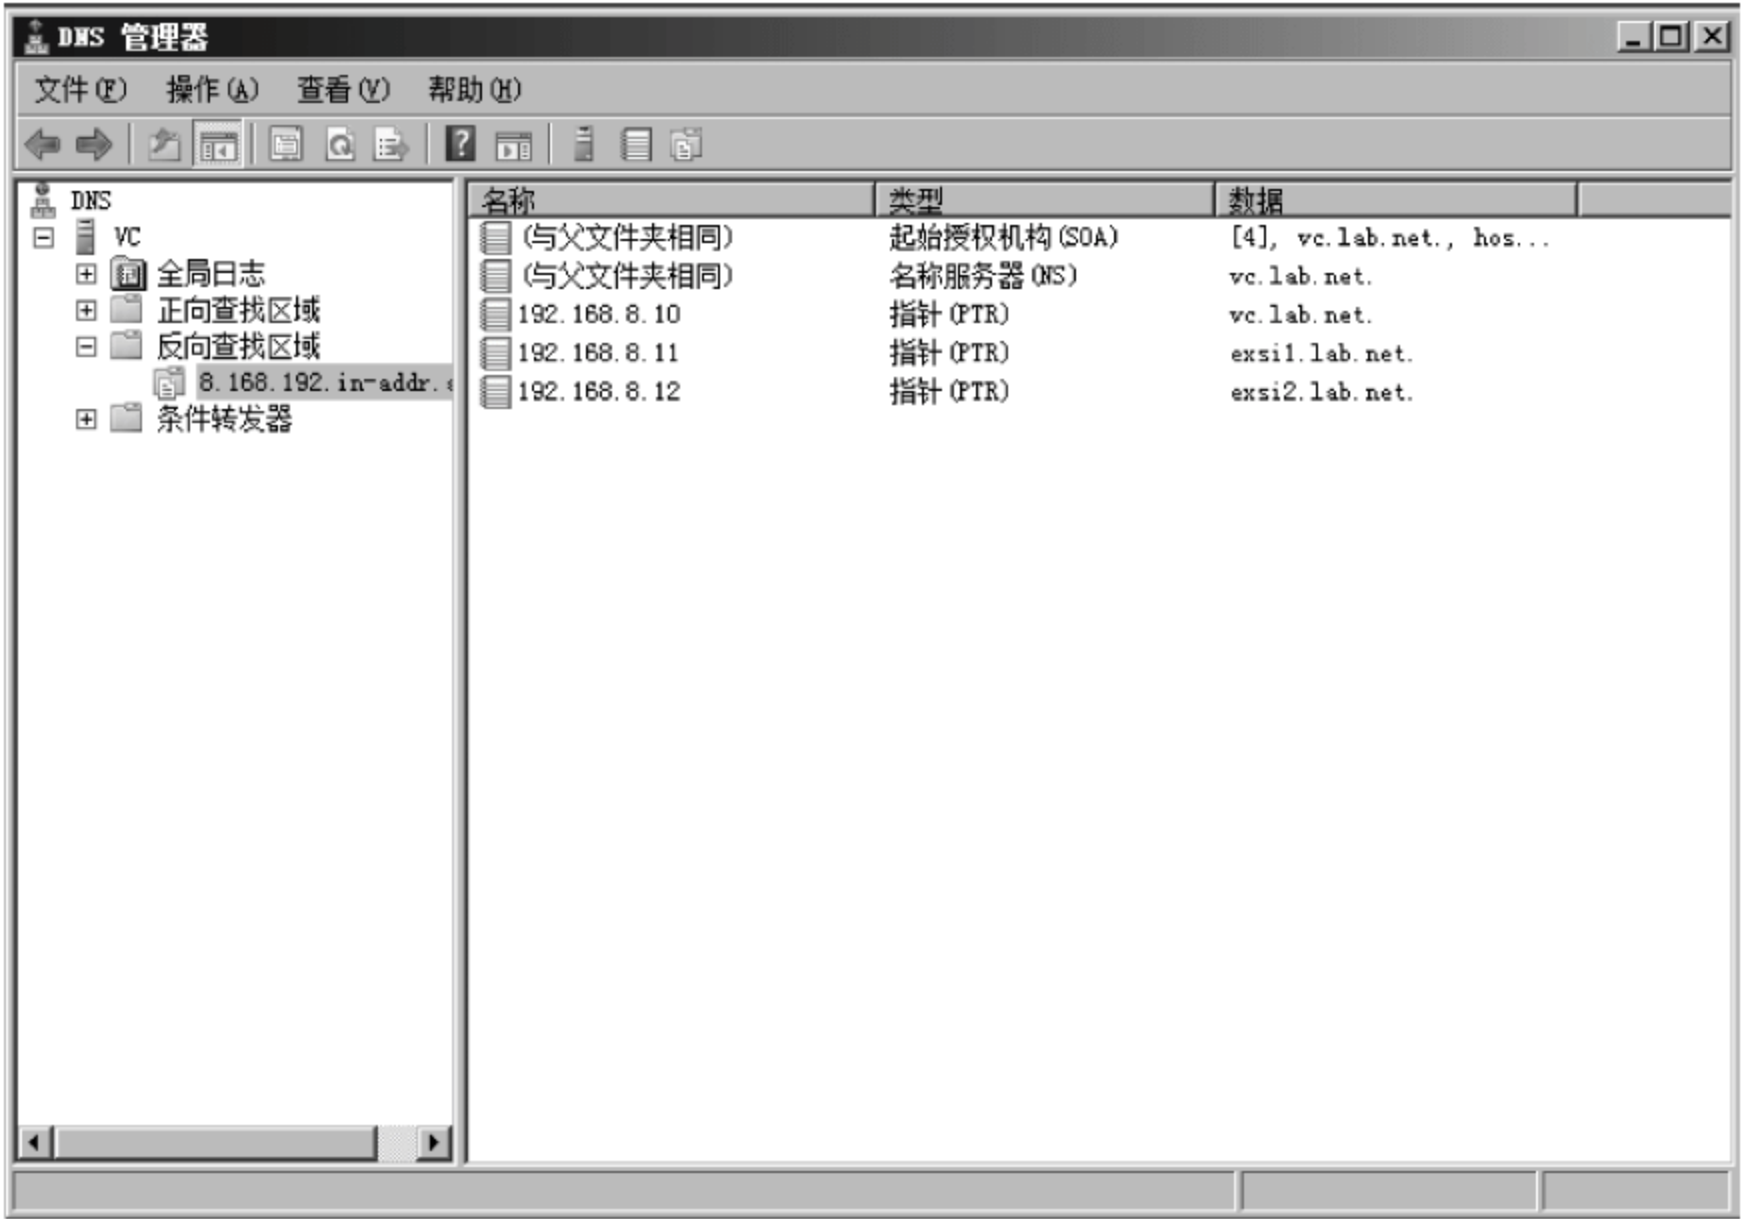 DNS 管理器
文件(F) 操作(A) 查看(V) 帮助(H)
DNS
VC
全局日志
正向查找区域
反向查找区域
8.168.192.in-addr.
条件转发器
名称 类型 数据
(与父文件夹相同) 起始授权机构(SOA) [4], vc.lab.net., hos...
(与父文件夹相同) 名称服务器(NS) vc.lab.net.
192.168.8.10 指针(PTR) vc.lab.net.
192.168.8.11 指针(PTR) exsi1.lab.net.
192.168.8.12 指针(PTR) exsi2.lab.net.